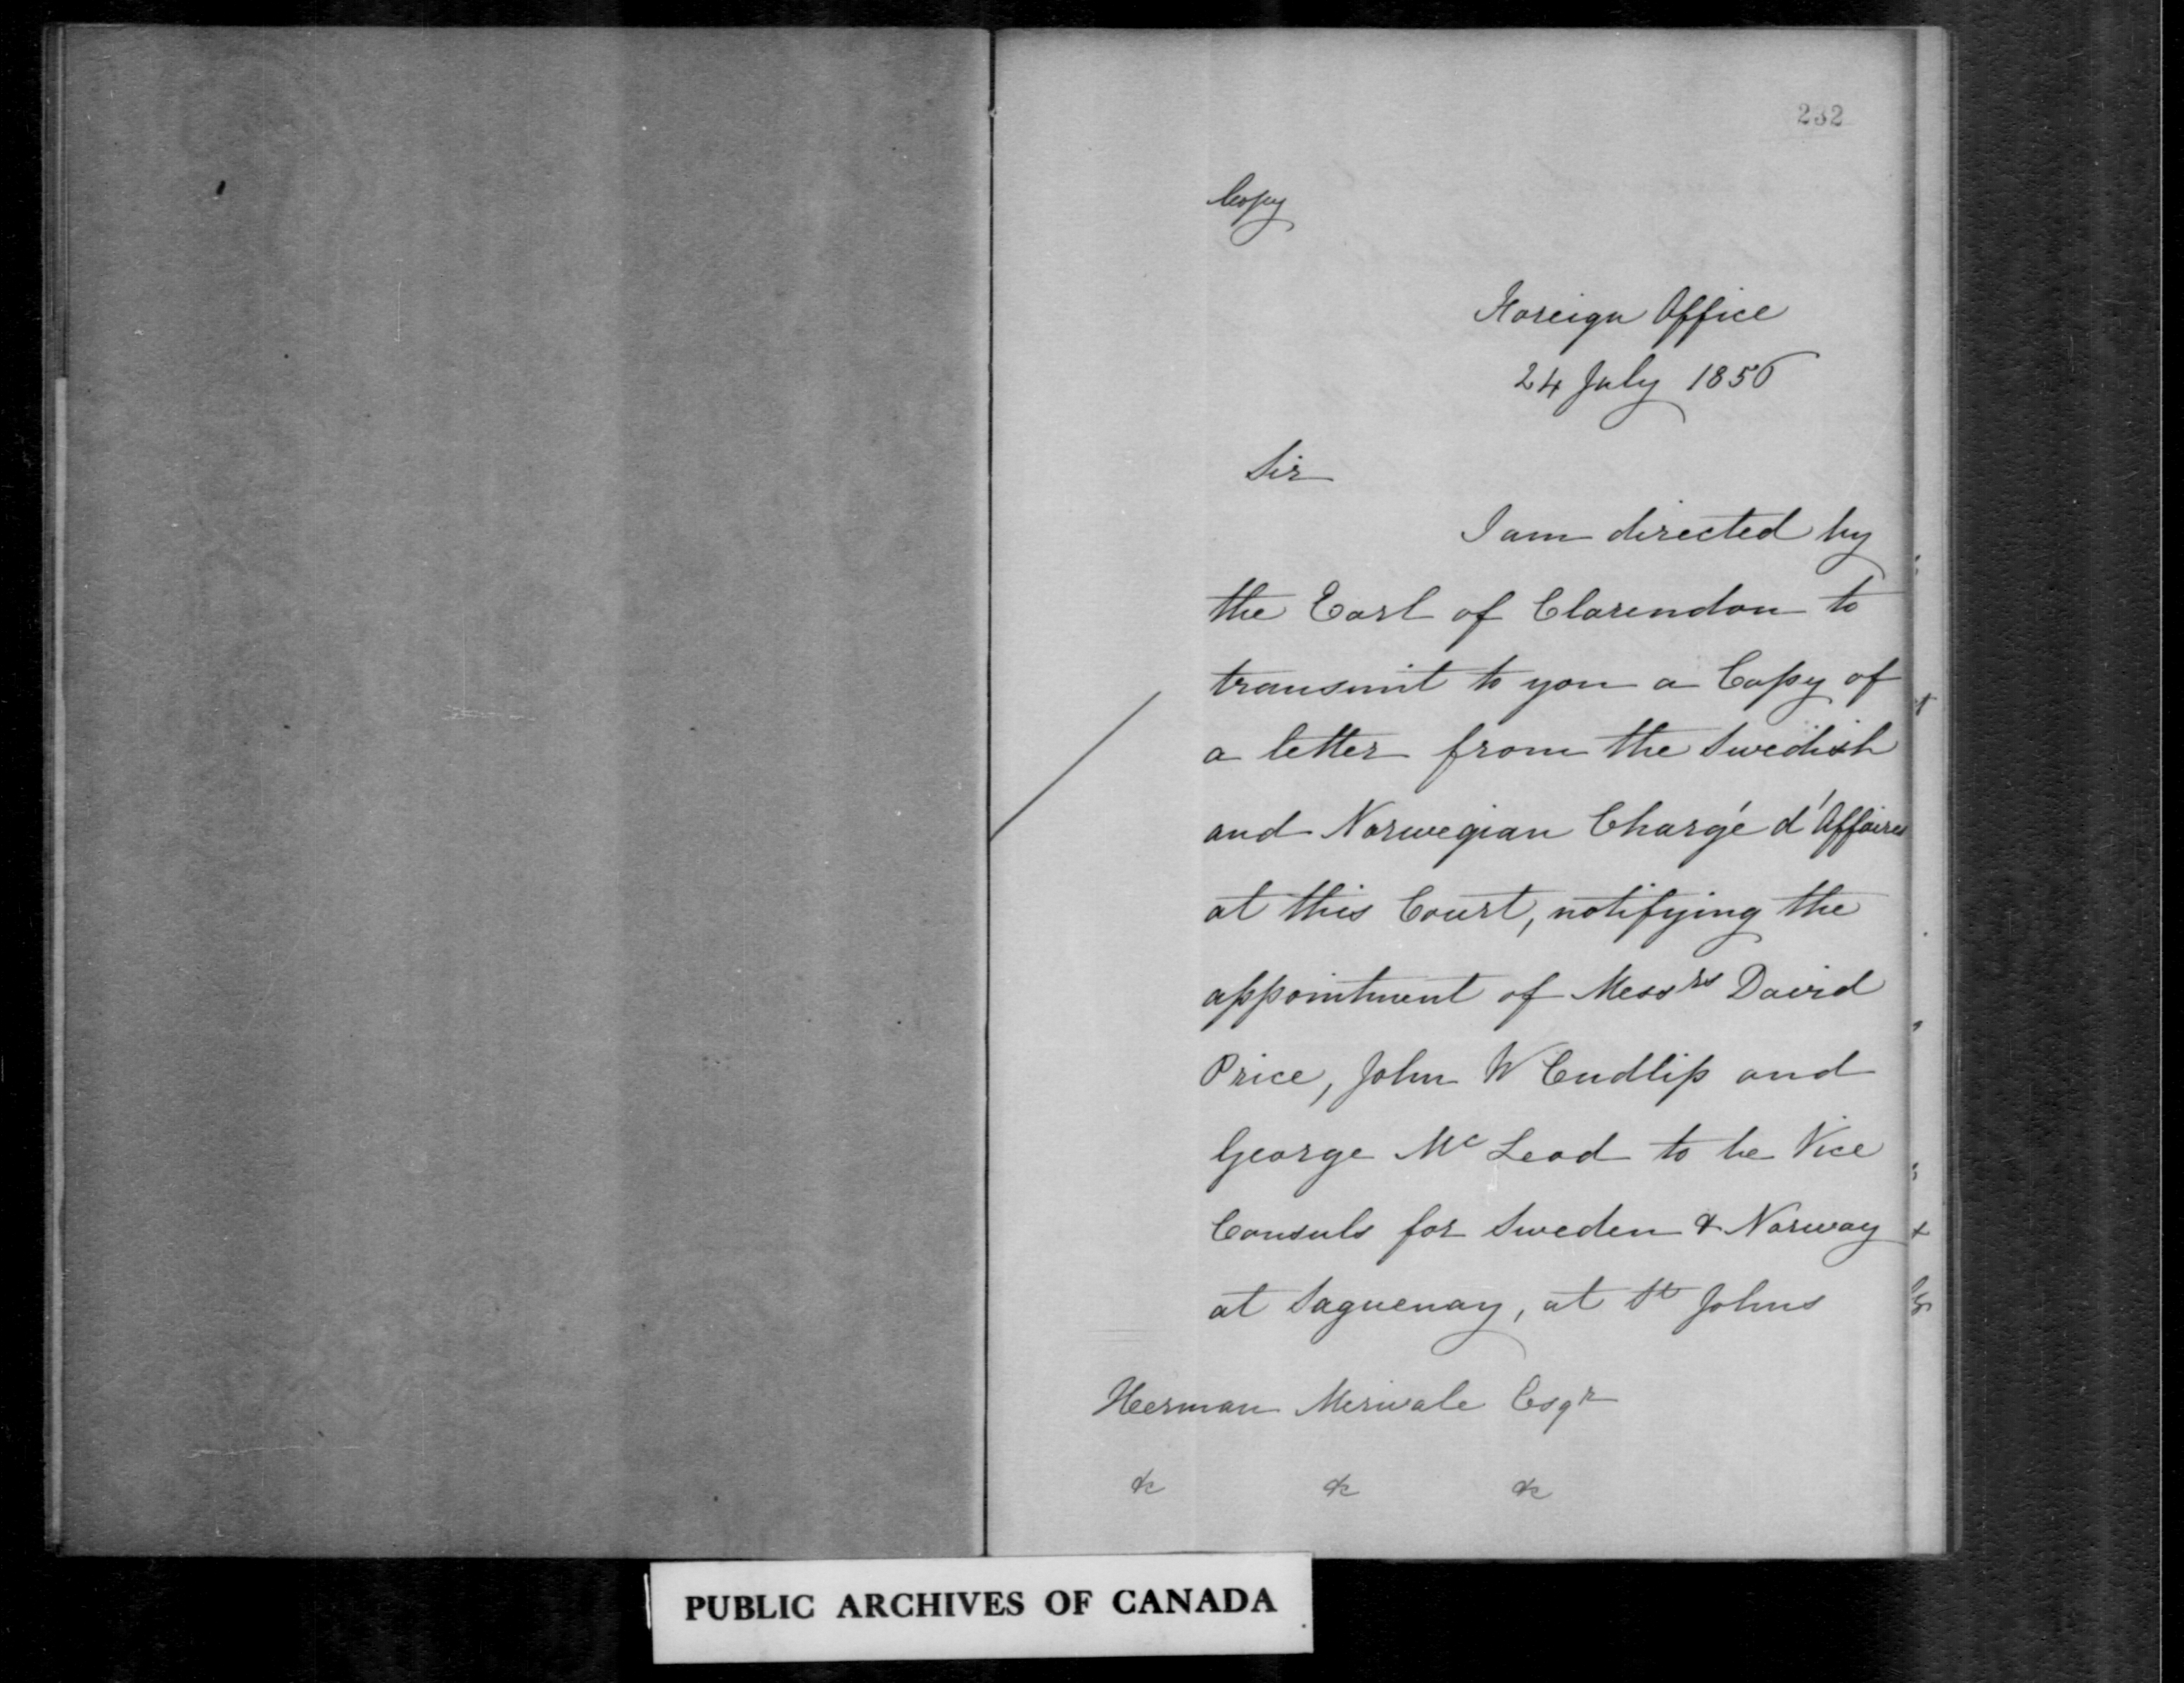 232
Copy
Foreign Office
24 July 1856
Sir
I am directed by
the Earl of Clarendon to
transmit to you a Copy of
a letter from the Swedish
and Norwegian Chargé d'Affaires
at this Court, notifying the
appointment of Messrs David
Price, John W Cudlip and
George McLeod to be Vice
Consuls for Sweden & Norway
at Saguenay, at St Johns
Herman Merivale Esqr
&c &c &c
PUBLIC ARCHIVES OF CANADA